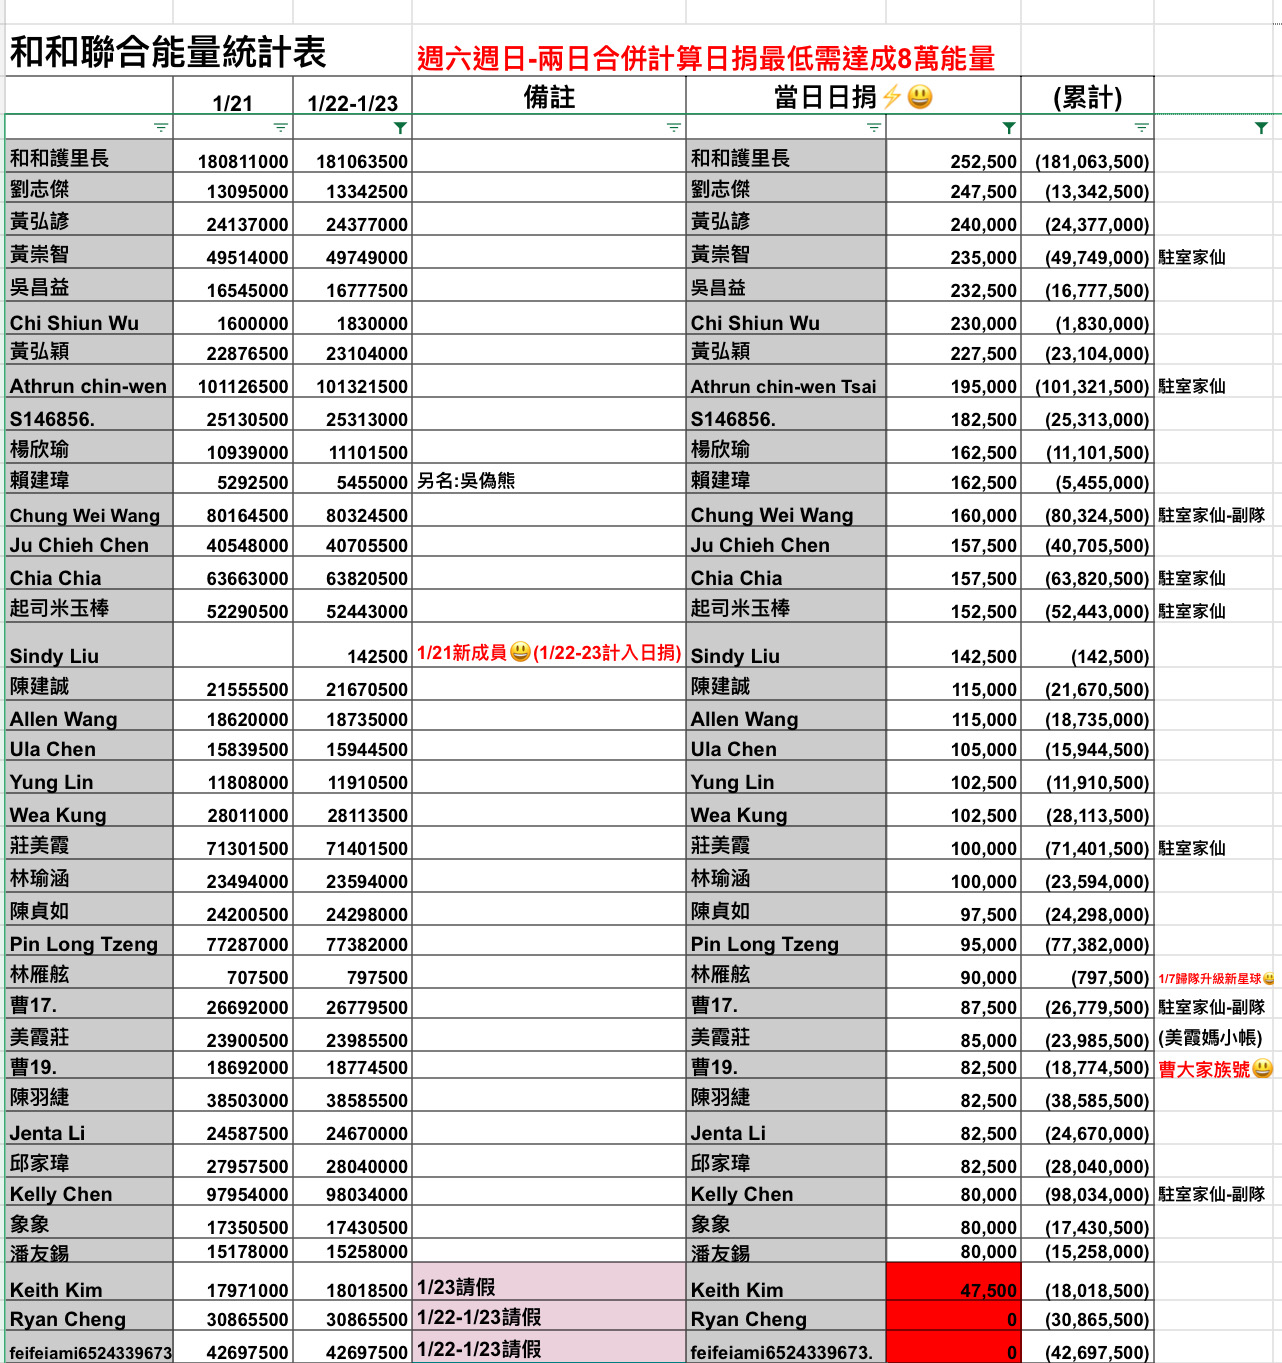 和和聯合能量統計表 週六週日-兩日合併計算日捐最低需達成8萬能量
1/21 1/22-1/23 備註 當日日捐⚡😃 (累計)
和和護里長 180811000 181063500 和和護里長 252,500 (181,063,500)
劉志傑 13095000 13342500 劉志傑 247,500 (13,342,500)
黃弘諺 24137000 24377000 黃弘諺 240,000 (24,377,000)
黃崇智 49514000 49749000 黃崇智 235,000 (49,749,000) 駐室家仙
吳昌益 16545000 16777500 吳昌益 232,500 (16,777,500)
Chi Shiun Wu 1600000 1830000 Chi Shiun Wu 230,000 (1,830,000)
黃弘穎 22876500 23104000 黃弘穎 227,500 (23,104,000)
Athrun chin-wen 101126500 101321500 Athrun chin-wen Tsai 195,000 (101,321,500) 駐室家仙
S146856. 25130500 25313000 S146856. 182,500 (25,313,000)
楊欣瑜 10939000 11101500 楊欣瑜 162,500 (11,101,500)
賴建瑋 5292500 5455000 另名:吳偽熊 賴建瑋 162,500 (5,455,000)
Chung Wei Wang 80164500 80324500 Chung Wei Wang 160,000 (80,324,500) 駐室家仙-副隊
Ju Chieh Chen 40548000 40705500 Ju Chieh Chen 157,500 (40,705,500)
Chia Chia 63663000 63820500 Chia Chia 157,500 (63,820,500) 駐室家仙
起司米玉棒 52290500 52443000 起司米玉棒 152,500 (52,443,000) 駐室家仙
Sindy Liu 142500 1/21新成員😃(1/22-23計入日捐) Sindy Liu 142,500 (142,500)
陳建誠 21555500 21670500 陳建誠 115,000 (21,670,500)
Allen Wang 18620000 18735000 Allen Wang 115,000 (18,735,000)
Ula Chen 15839500 15944500 Ula Chen 105,000 (15,944,500)
Yung Lin 11808000 11910500 Yung Lin 102,500 (11,910,500)
Wea Kung 28011000 28113500 Wea Kung 102,500 (28,113,500)
莊美霞 71301500 71401500 莊美霞 100,000 (71,401,500) 駐室家仙
林瑜涵 23494000 23594000 林瑜涵 100,000 (23,594,000)
陳貞如 24200500 24298000 陳貞如 97,500 (24,298,000)
Pin Long Tzeng 77287000 77382000 Pin Long Tzeng 95,000 (77,382,000)
林雁舷 707500 797500 林雁舷 90,000 (797,500) 1/7歸隊升級新星球😃
曹17. 26692000 26779500 曹17. 87,500 (26,779,500) 駐室家仙-副隊
美霞莊 23900500 23985500 美霞莊 85,000 (23,985,500) (美霞媽小帳)
曹19. 18692000 18774500 曹19. 82,500 (18,774,500) 曹大家族號😃
陳羽緁 38503000 38585500 陳羽緁 82,500 (38,585,500)
Jenta Li 24587500 24670000 Jenta Li 82,500 (24,670,000)
邱家瑋 27957500 28040000 邱家瑋 82,500 (28,040,000)
Kelly Chen 97954000 98034000 Kelly Chen 80,000 (98,034,000) 駐室家仙-副隊
象象 17350500 17430500 象象 80,000 (17,430,500)
潘友錫 15178000 15258000 潘友錫 80,000 (15,258,000)
Keith Kim 17971000 18018500 1/23請假 Keith Kim 47,500 (18,018,500)
Ryan Cheng 30865500 30865500 1/22-1/23請假 Ryan Cheng 0 (30,865,500)
feifeiami6524339673 42697500 42697500 1/22-1/23請假 feifeiami6524339673. 0 (42,697,500)